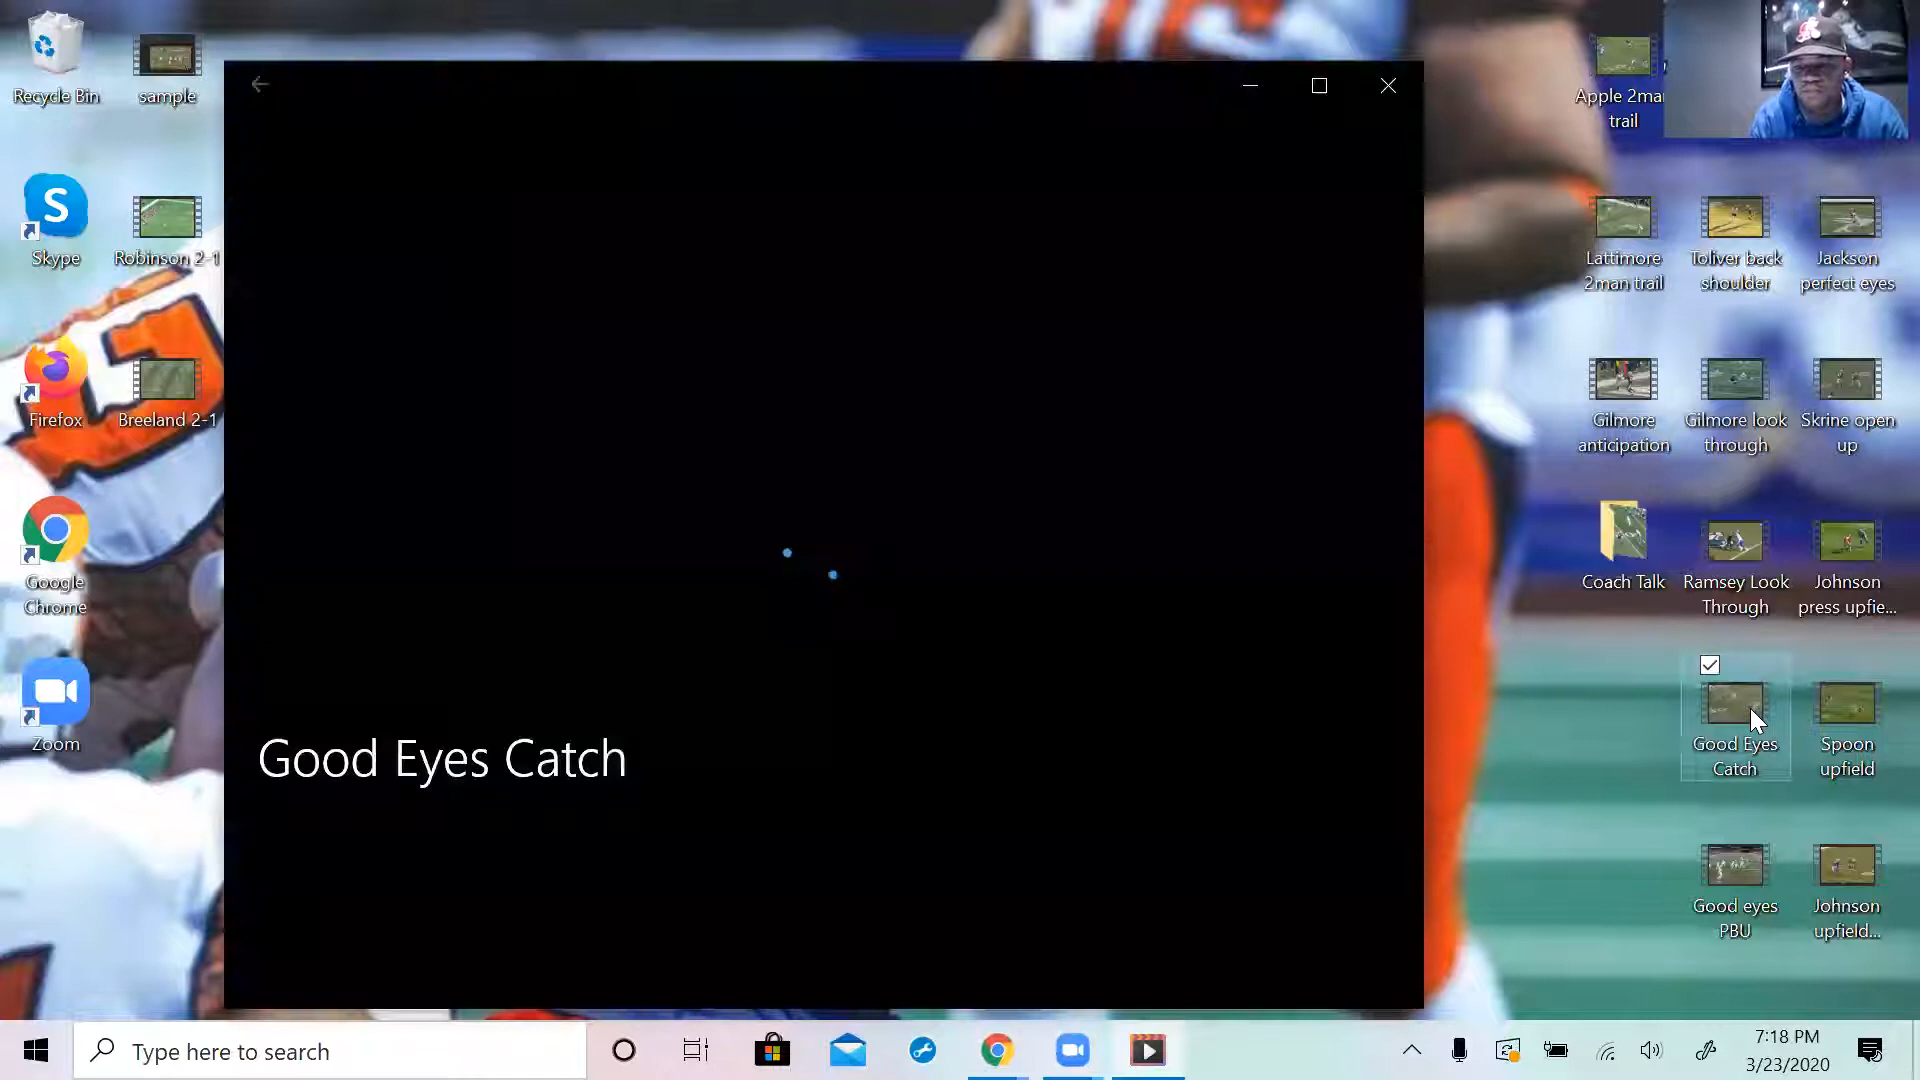 Recycle Bin
sample
Skype
Robinson 2-1
Firefox
Breeland 2-1
Google
Chrome
Zoom
Good Eyes Catch
Apple 2man
trail
Lattimore
2man trail
Toliver back
shoulder
Jackson
perfect eyes
Gilmore
anticipation
Gilmore look
through
Skrine open
up
Coach Talk
Ramsey Look
Through
Johnson
press upfie...
Good Eyes
Catch
Spoon
upfield
Good eyes
PBU
Johnson
upfield...
Type here to search
7:18 PM
3/23/2020